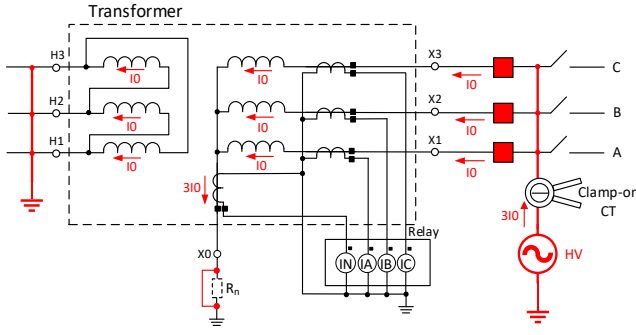 Transformer
H3
I0
I0
X3
I0
C
H2
I0
I0
X2
I0
B
H1
I0
I0
X1
I0
A
3I0
Clamp-or
CT
3I0
Relay
IN
IA
IB
IC
HV
X0
Rn